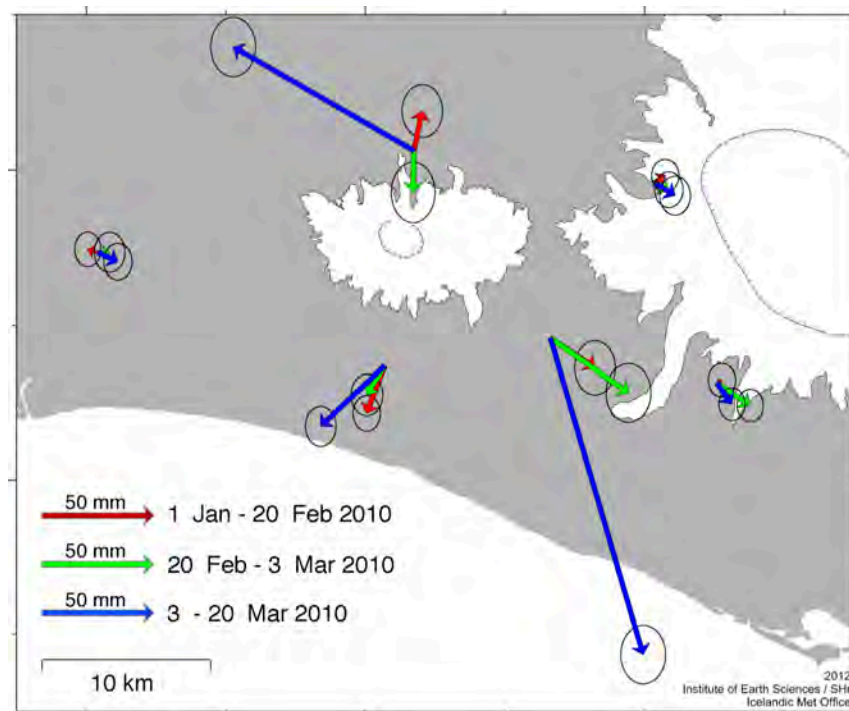 50 mm
1 Jan - 20 Feb 2010
50 mm
20 Feb - 3 Mar 2010
50 mm
3 - 20 Mar 2010
10 km
2012
Institute of Earth Sciences / SHr
Icelandic Met Office